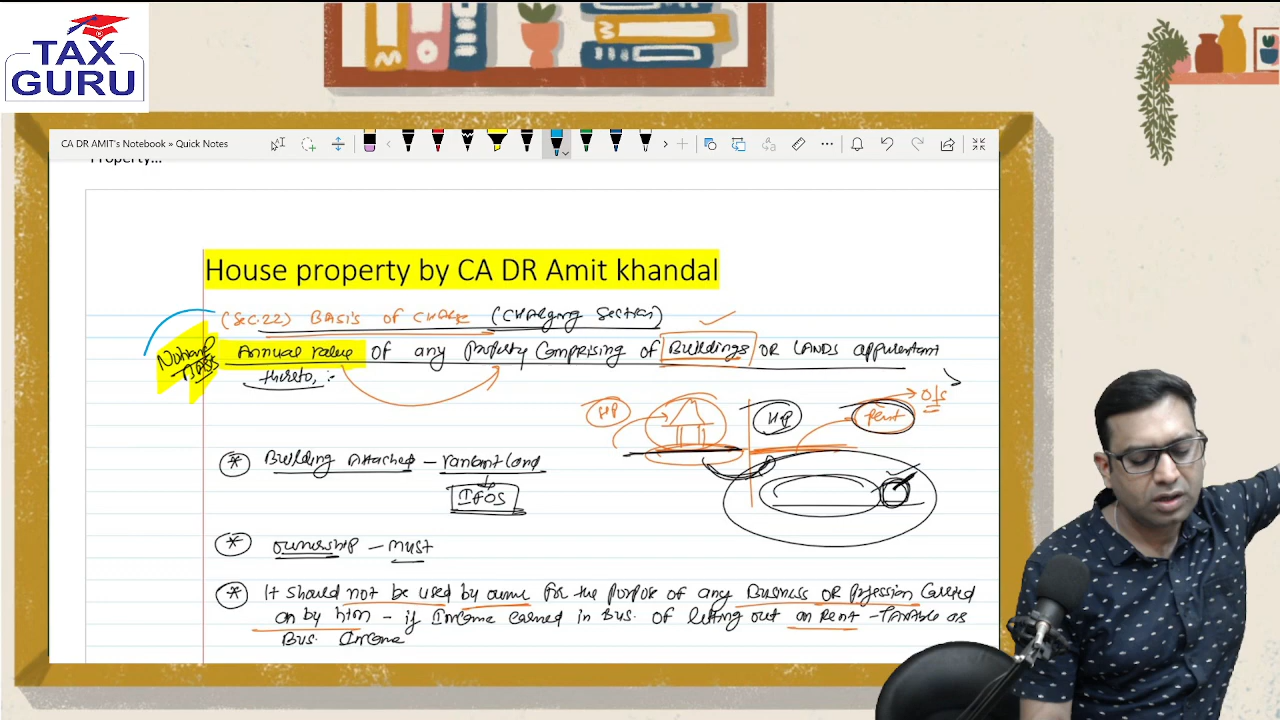 TAX
GURU
CA DR AMIT's Notebook » Quick Notes
Property...
House property by CA DR Amit khandal
(Sec.22) BASIS OF CHARGE (CHARging Section)
Notional Basis
Annual value of any property comprising of Buildings OR LANDS appurtenant
thereto, :-
HP
HP
Rent
O/s
* Building Attached - vacant land
IFOS
* ownership - must
* It should not be used by owner for the purpose of any Business OR Profession carried
on by him - if Income earned in Bus. of letting out on Rent - Taxable as
Bus. Income